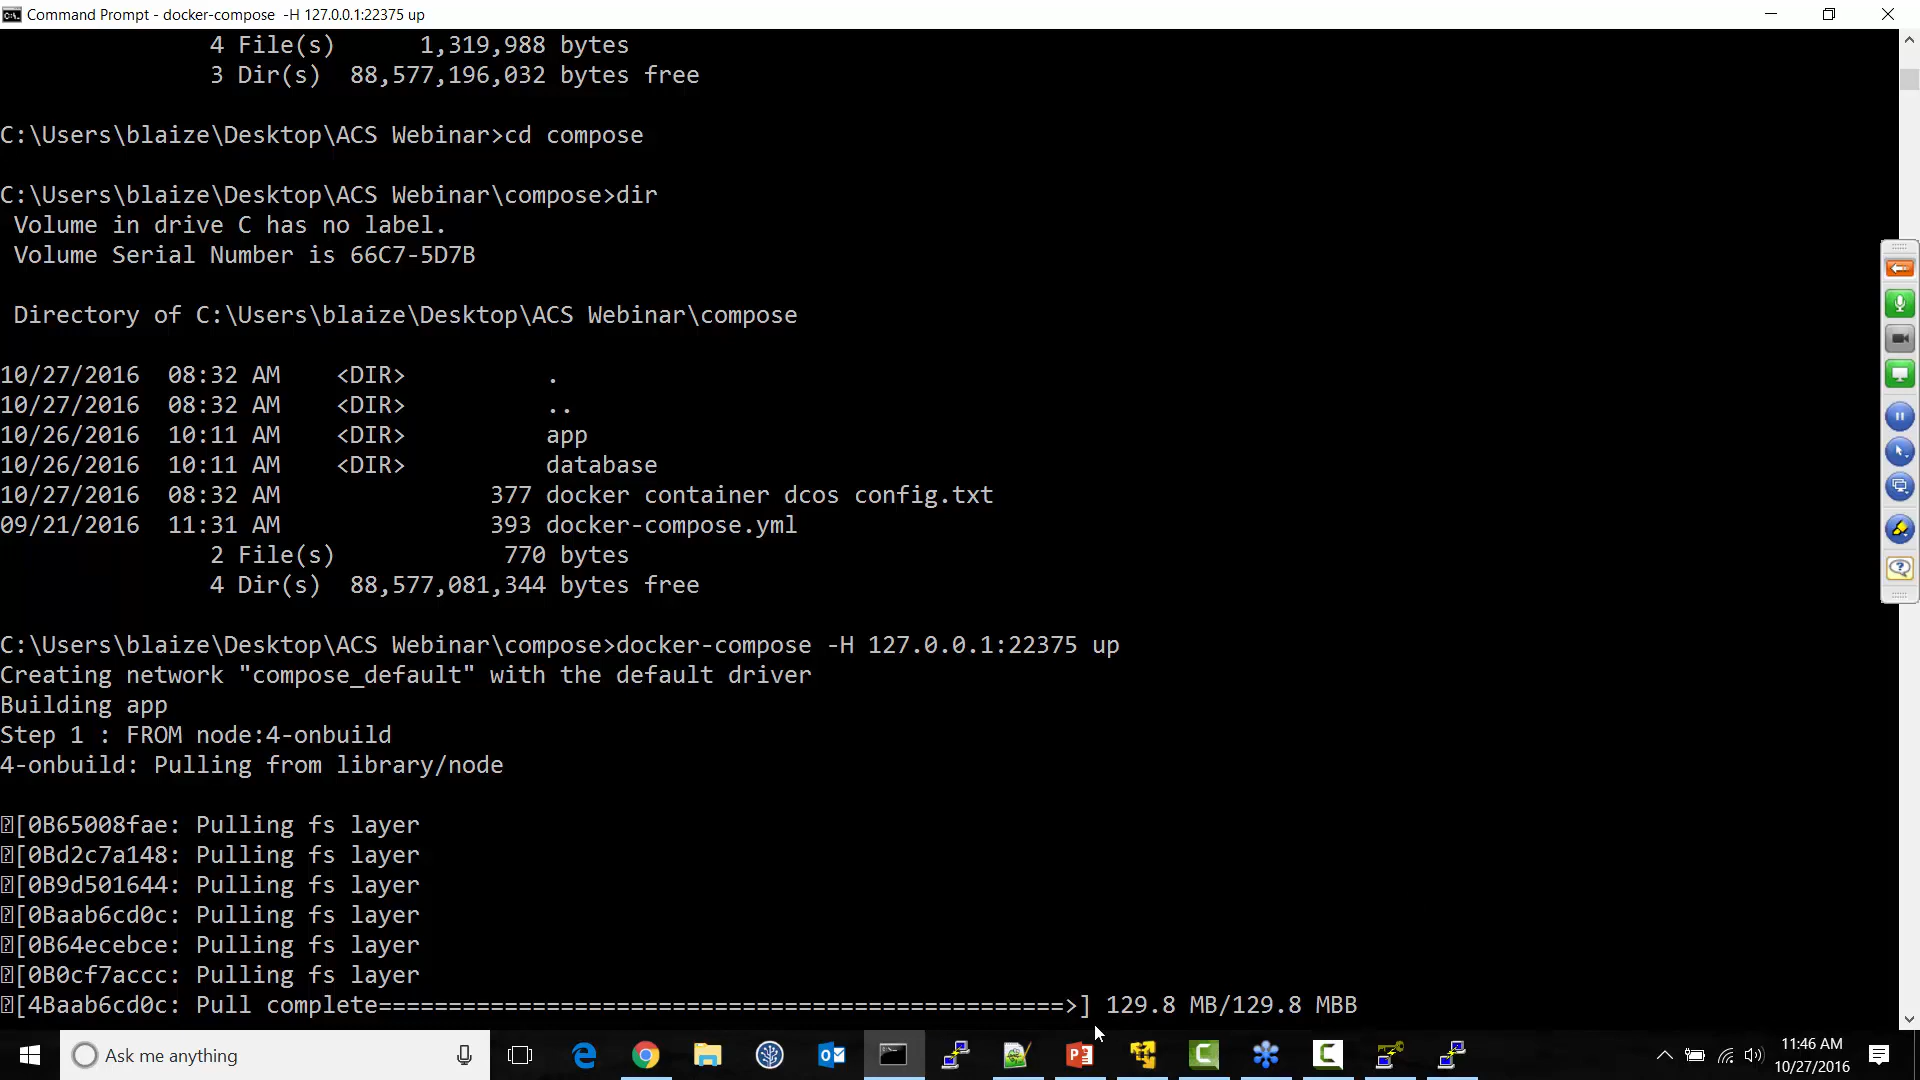 Command Prompt - docker-compose  -H 127.0.0.1:22375 up
               4 File(s)      1,319,988 bytes
               3 Dir(s)  88,577,196,032 bytes free
C:\Users\blaize\Desktop\ACS Webinar>cd compose
C:\Users\blaize\Desktop\ACS Webinar\compose>dir
 Volume in drive C has no label.
 Volume Serial Number is 66C7-5D7B
 Directory of C:\Users\blaize\Desktop\ACS Webinar\compose
10/27/2016  08:32 AM    <DIR>          .
10/27/2016  08:32 AM    <DIR>          ..
10/26/2016  10:11 AM    <DIR>          app
10/26/2016  10:11 AM    <DIR>          database
10/27/2016  08:32 AM               377 docker container dcos config.txt
09/21/2016  11:31 AM               393 docker-compose.yml
               2 File(s)            770 bytes
               4 Dir(s)  88,577,081,344 bytes free
C:\Users\blaize\Desktop\ACS Webinar\compose>docker-compose -H 127.0.0.1:22375 up
Creating network "compose_default" with the default driver
Building app
Step 1 : FROM node:4-onbuild
4-onbuild: Pulling from library/node
[0B65008fae: Pulling fs layer
[0Bd2c7a148: Pulling fs layer
[0B9d501644: Pulling fs layer
[0Baab6cd0c: Pulling fs layer
[0B64ecebce: Pulling fs layer
[0B0cf7accc: Pulling fs layer
[4Baab6cd0c: Pull complete=================================================>] 129.8 MB/129.8 MBB
Ask me anything
11:46 AM
10/27/2016